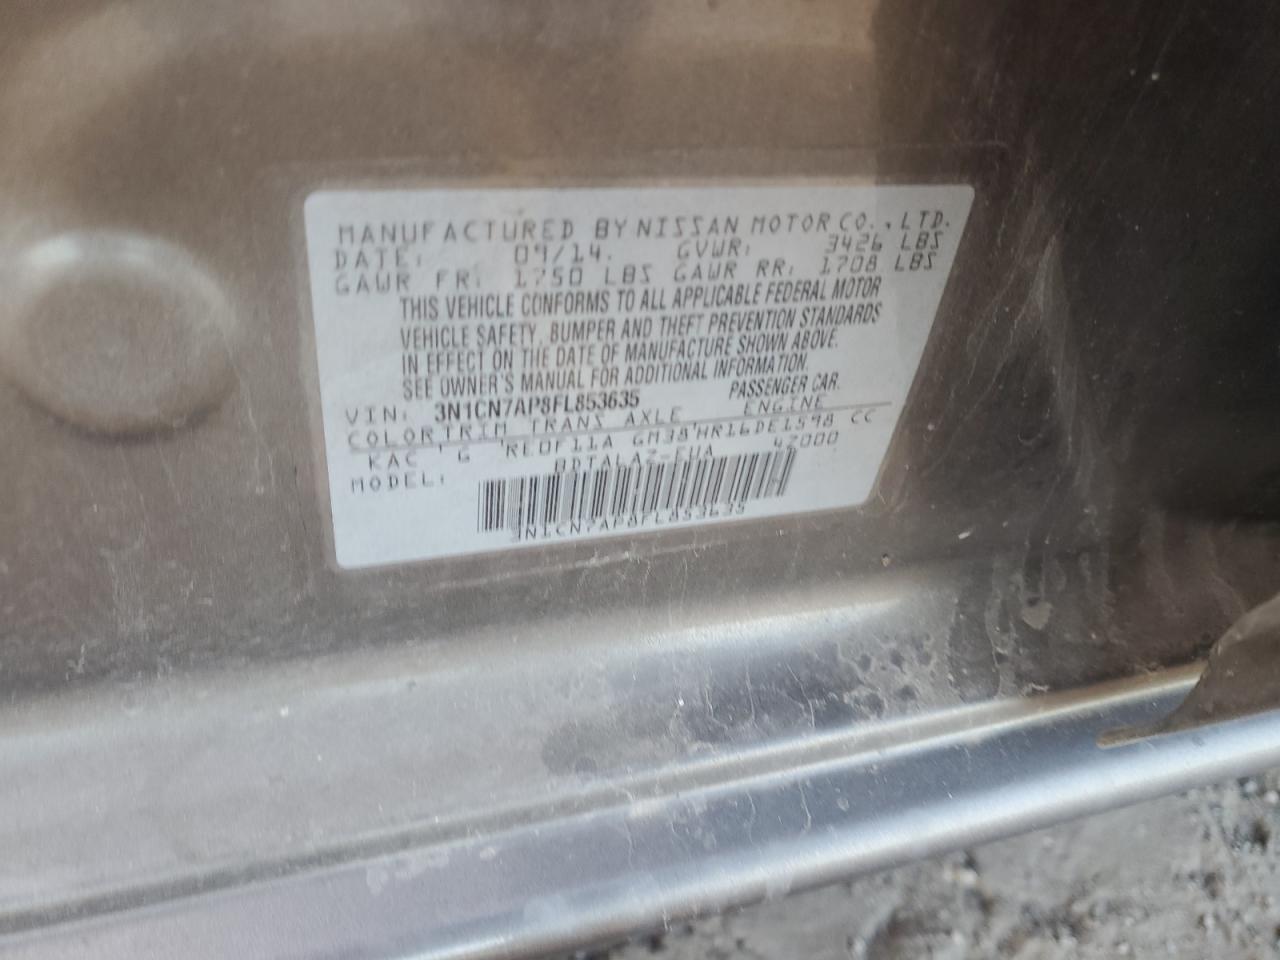 MANUFACTURED BY NISSAN MOTOR CO., LTD.
DATE: 09/14. GVWR: 3426 LBS
GAWR FR: 1750 LBS GAWR RR: 1708 LBS
THIS VEHICLE CONFORMS TO ALL APPLICABLE FEDERAL MOTOR
VEHICLE SAFETY, BUMPER AND THEFT PREVENTION STANDARDS
IN EFFECT ON THE DATE OF MANUFACTURE SHOWN ABOVE.
SEE OWNER'S MANUAL FOR ADDITIONAL INFORMATION.
VIN: 3N1CN7AP8FL853635 PASSENGER CAR.
COLOR TRIM TRANS AXLE ENGINE
KAC G RE0F11A GM38 HR16DE1598 CC
MODEL: BDTALAZ-EUA 42000
3N1CN7AP8FL853635